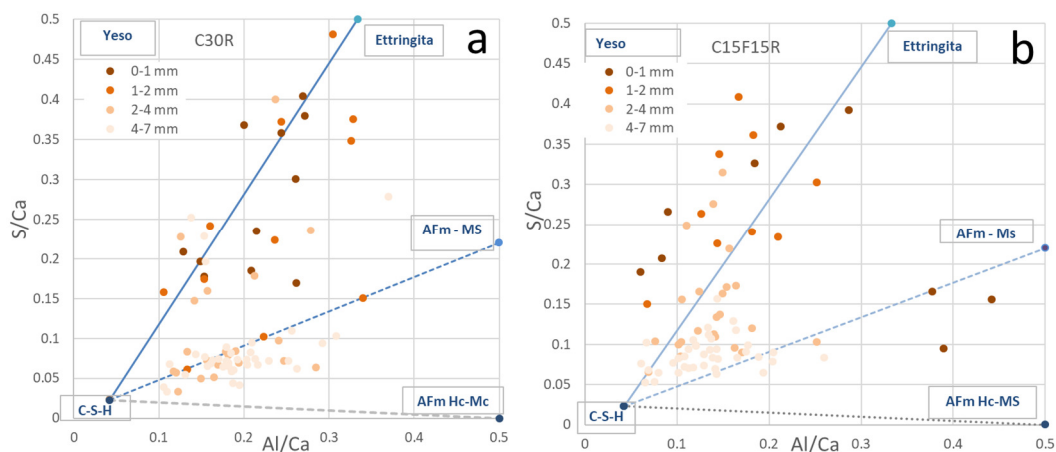 Yeso
C30R
Ettringita
a
0-1 mm
1-2 mm
2-4 mm
4-7 mm
AFm - MS
AFm Hc-Mc
C-S-H
S/Ca
0.5
0.45
0.4
0.35
0.3
0.25
0.2
0.15
0.1
0.05
0
0 0.1 0.2 0.3 0.4 0.5
Al/Ca
Yeso
C15F15R
Ettringita
b
0-1 mm
1-2 mm
2-4 mm
4-7 mm
AFm - Ms
AFm Hc-MS
C-S-H
S/Ca
0.5
0.45
0.4
0.35
0.3
0.25
0.2
0.15
0.1
0.05
0
0 0.1 0.2 0.3 0.4 0.5
Al/Ca